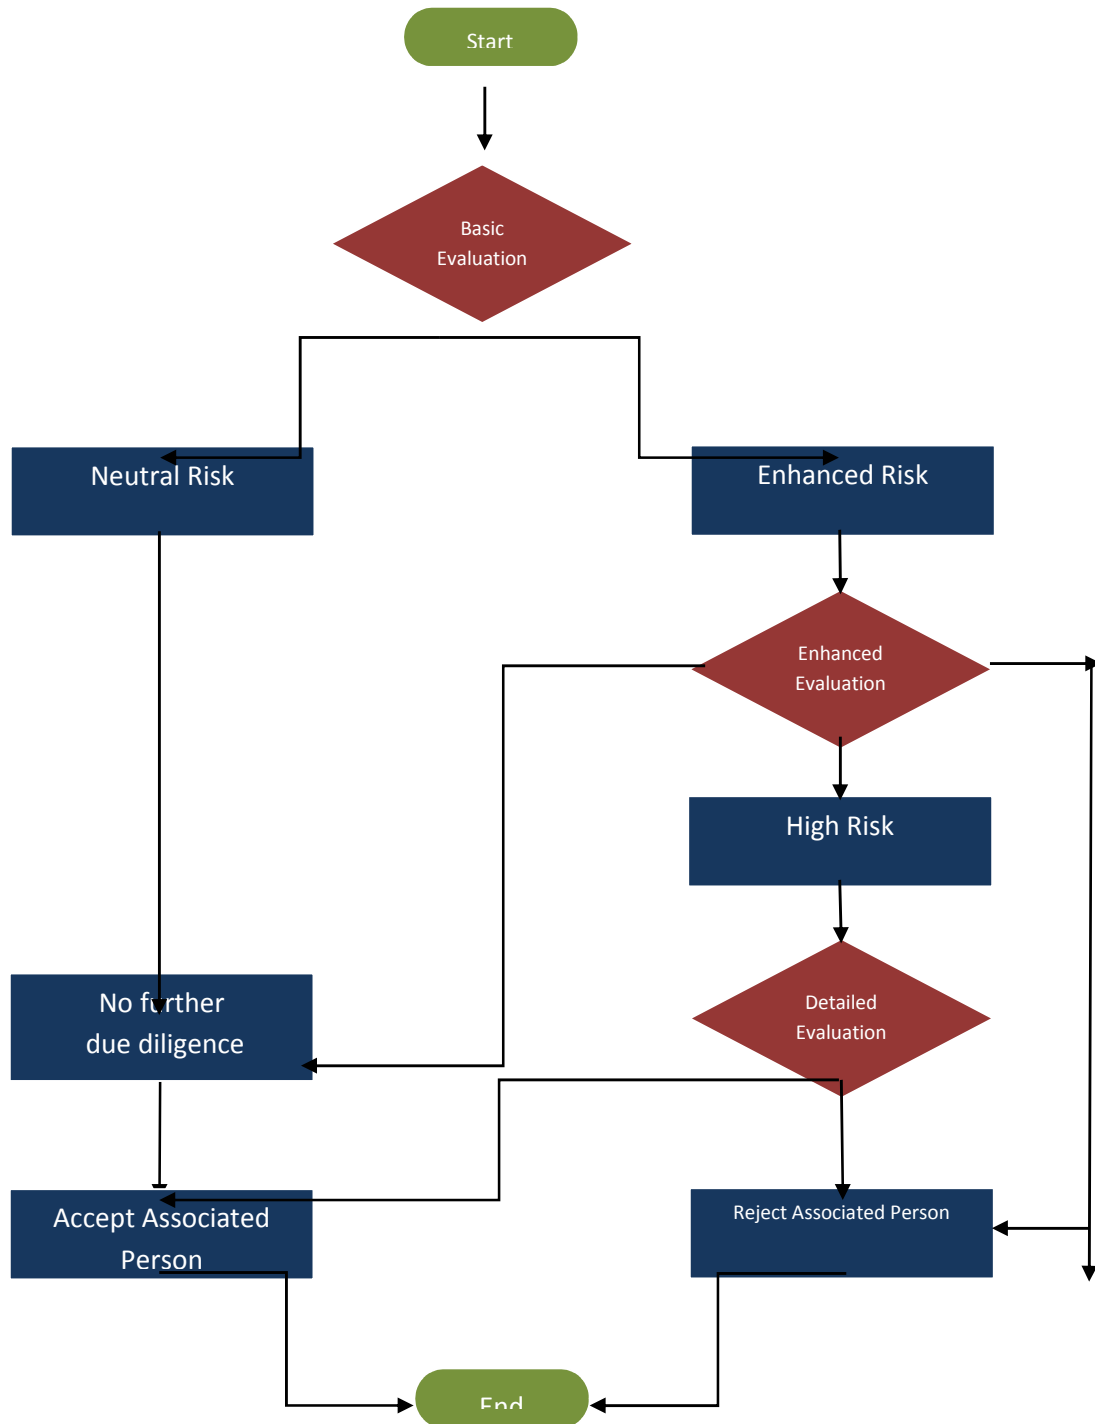 Start
Basic
Evaluation
Neutral Risk
Enhanced Risk
Enhanced
Evaluation
High Risk
No further
due diligence
Detailed
Evaluation
Accept Associated
Person
Reject Associated Person
End